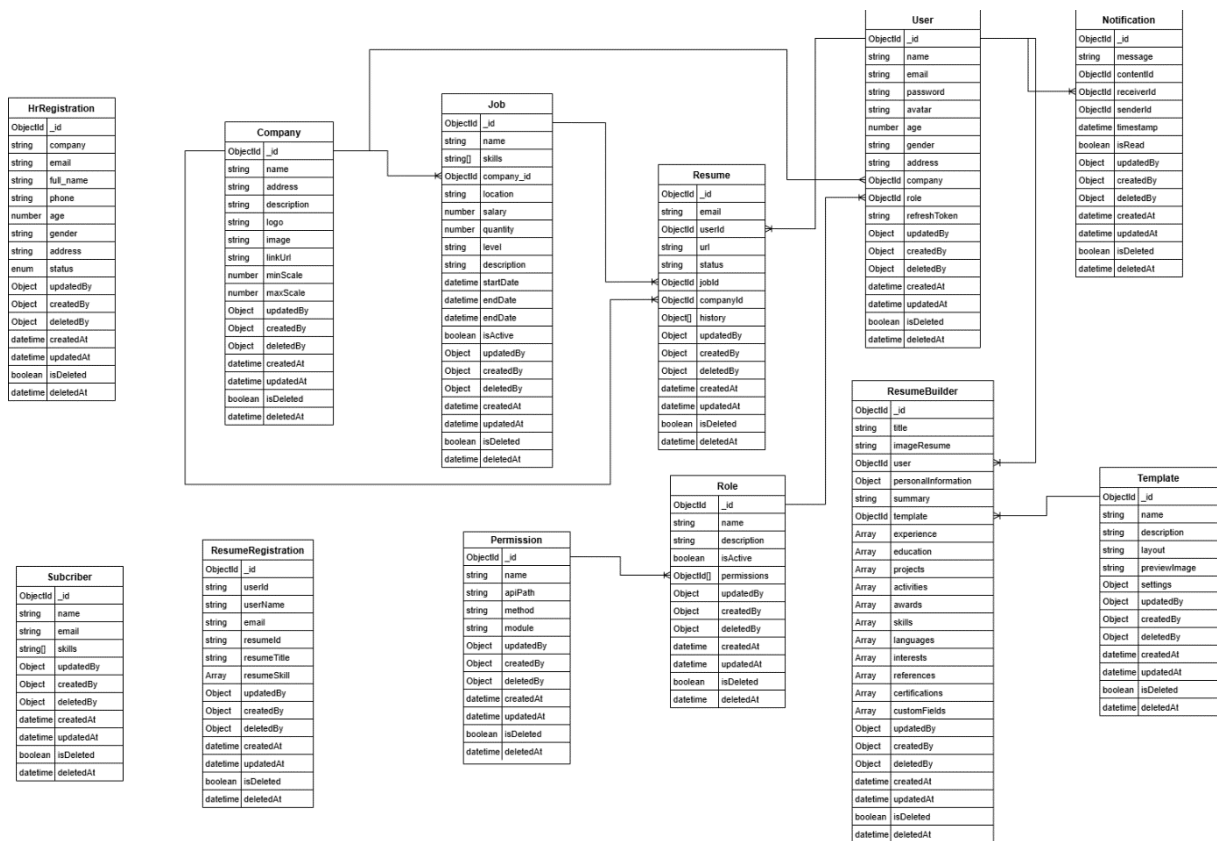 HrRegistration
ObjectId _id
string company
string email
string full_name
string phone
number age
string gender
string address
enum status
Object updatedBy
Object createdBy
Object deletedBy
datetime createdAt
datetime updatedAt
boolean isDeleted
datetime deletedAt
Company
ObjectId _id
string name
string address
string description
string logo
string image
string linkUrl
number minScale
number maxScale
Object updatedBy
Object createdBy
Object deletedBy
datetime createdAt
datetime updatedAt
boolean isDeleted
datetime deletedAt
Job
ObjectId _id
string name
string[] skills
ObjectId company_id
string location
number salary
number quantity
string level
string description
datetime startDate
datetime endDate
datetime endDate
boolean isActive
Object updatedBy
Object createdBy
Object deletedBy
datetime createdAt
datetime updatedAt
boolean isDeleted
datetime deletedAt
Resume
ObjectId _id
string email
ObjectId userId
string url
string status
ObjectId jobId
ObjectId companyId
Object[] history
Object updatedBy
Object createdBy
Object deletedBy
datetime createdAt
datetime updatedAt
boolean isDeleted
datetime deletedAt
User
ObjectId _id
string name
string email
string password
string avatar
number age
string gender
string address
ObjectId company
ObjectId role
string refreshToken
Object updatedBy
Object createdBy
Object deletedBy
datetime createdAt
datetime updatedAt
boolean isDeleted
datetime deletedAt
Notification
ObjectId _id
string message
ObjectId contentId
ObjectId receiverId
ObjectId senderId
datetime timestamp
boolean isRead
Object updatedBy
Object createdBy
Object deletedBy
datetime createdAt
datetime updatedAt
boolean isDeleted
datetime deletedAt
Subcriber
ObjectId _id
string name
string email
string[] skills
Object updatedBy
Object createdBy
Object deletedBy
datetime createdAt
datetime updatedAt
boolean isDeleted
datetime deletedAt
ResumeRegistration
ObjectId _id
string userId
string userName
string email
string resumeId
string resumeTitle
Array resumeSkill
Object updatedBy
Object createdBy
Object deletedBy
datetime createdAt
datetime updatedAt
boolean isDeleted
datetime deletedAt
Permission
ObjectId _id
string name
string apiPath
string method
string module
Object updatedBy
Object createdBy
Object deletedBy
datetime createdAt
datetime updatedAt
boolean isDeleted
datetime deletedAt
Role
ObjectId _id
string name
string description
boolean isActive
ObjectId[] permissions
Object updatedBy
Object createdBy
Object deletedBy
datetime createdAt
datetime updatedAt
boolean isDeleted
datetime deletedAt
ResumeBuilder
ObjectId _id
string title
string imageResume
ObjectId user
Object personalInformation
string summary
ObjectId template
Array experience
Array education
Array projects
Array activities
Array awards
Array skills
Array languages
Array interests
Array references
Array certifications
Array customFields
Object updatedBy
Object createdBy
Object deletedBy
datetime createdAt
datetime updatedAt
boolean isDeleted
datetime deletedAt
Template
ObjectId _id
string name
string description
string layout
string previewImage
Object settings
Object updatedBy
Object createdBy
Object deletedBy
datetime createdAt
datetime updatedAt
boolean isDeleted
datetime deletedAt